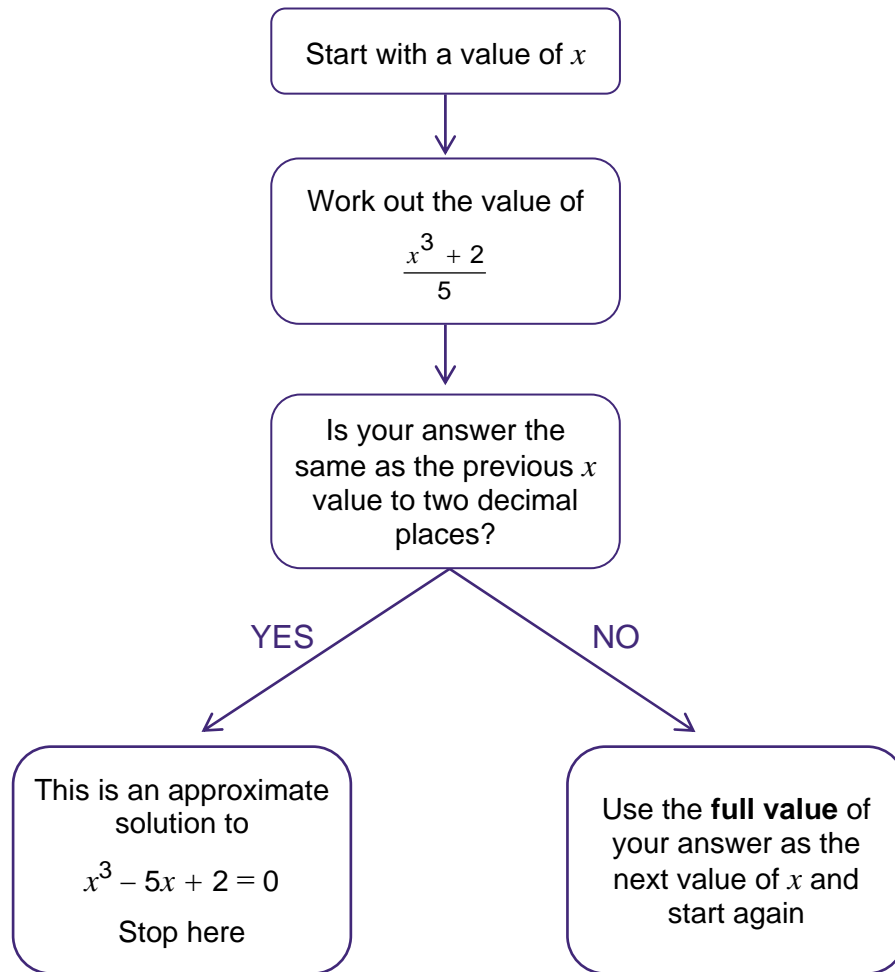 Start with a value of x
Work out the value of
x³ + 2
5
Is your answer the
same as the previous x
value to two decimal
places?
YES
NO
This is an approximate
solution to
x³ – 5x + 2 = 0
Stop here
Use the full value of
your answer as the
next value of x and
start again